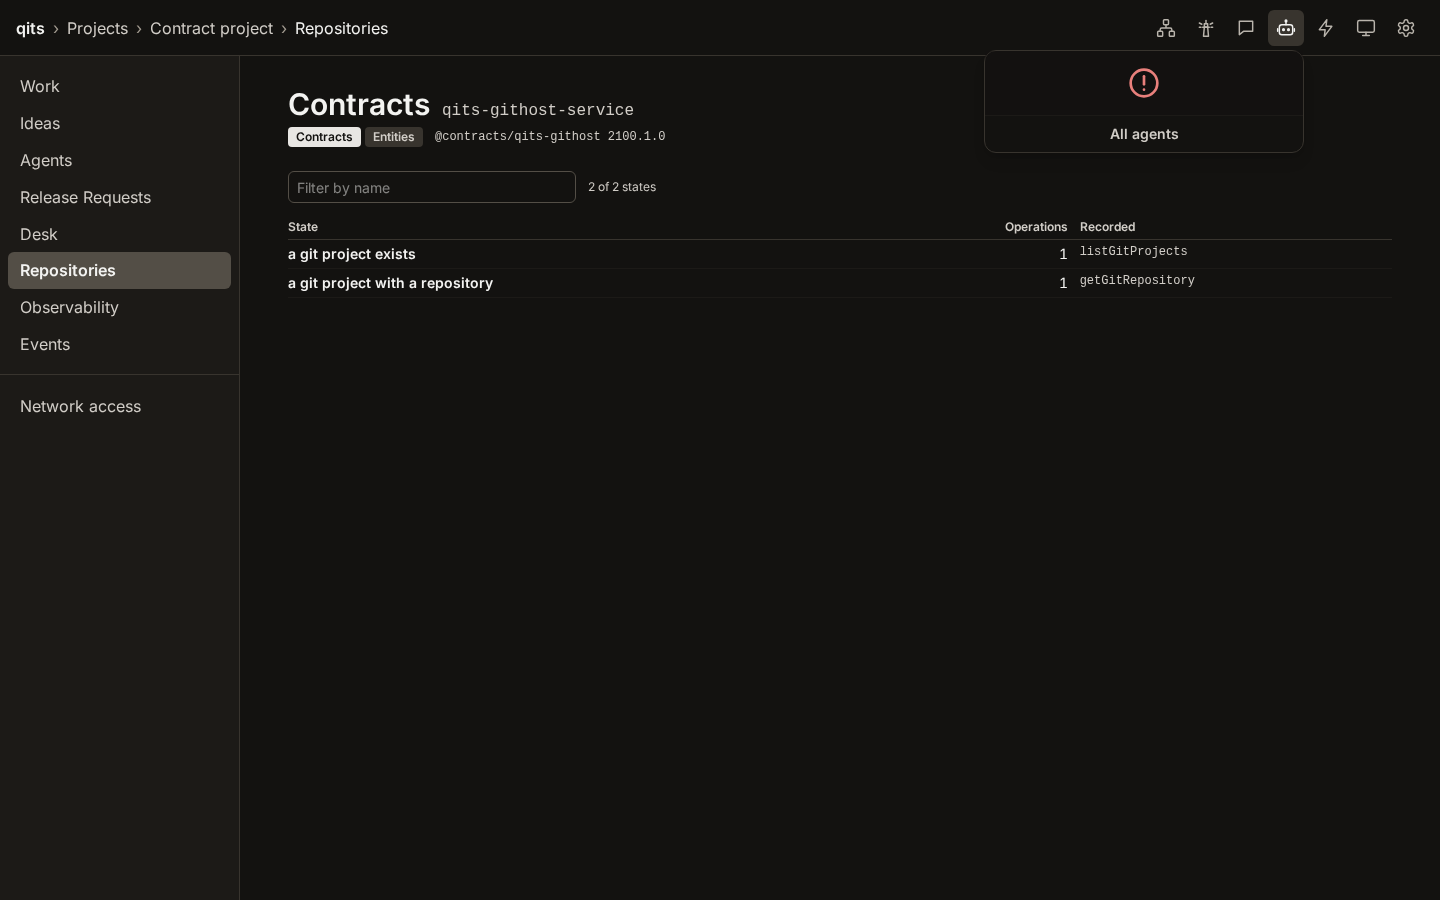 qits › Projects › Contract project › Repositories
All agents
Work
Ideas
Agents
Release Requests
Desk
Repositories
Observability
Events
Network access
Contracts qits-githost-service
Contracts Entities @contracts/qits-githost 2100.1.0
Filter by name 2 of 2 states
State Operations Recorded
a git project exists 1 listGitProjects
a git project with a repository 1 getGitRepository